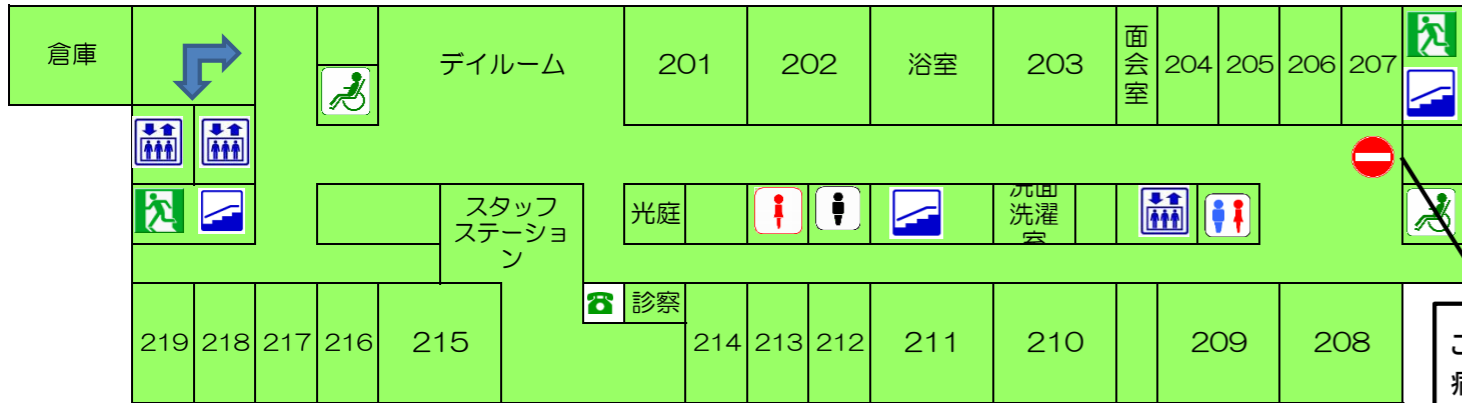 倉庫
デイルーム
201
202
浴室
203
面
会
室
204
205
206
207
スタッフ
ステーショ
ン
光庭
洗面
洗濯
室
診察
219
218
217
216
215
214
213
212
211
210
209
208